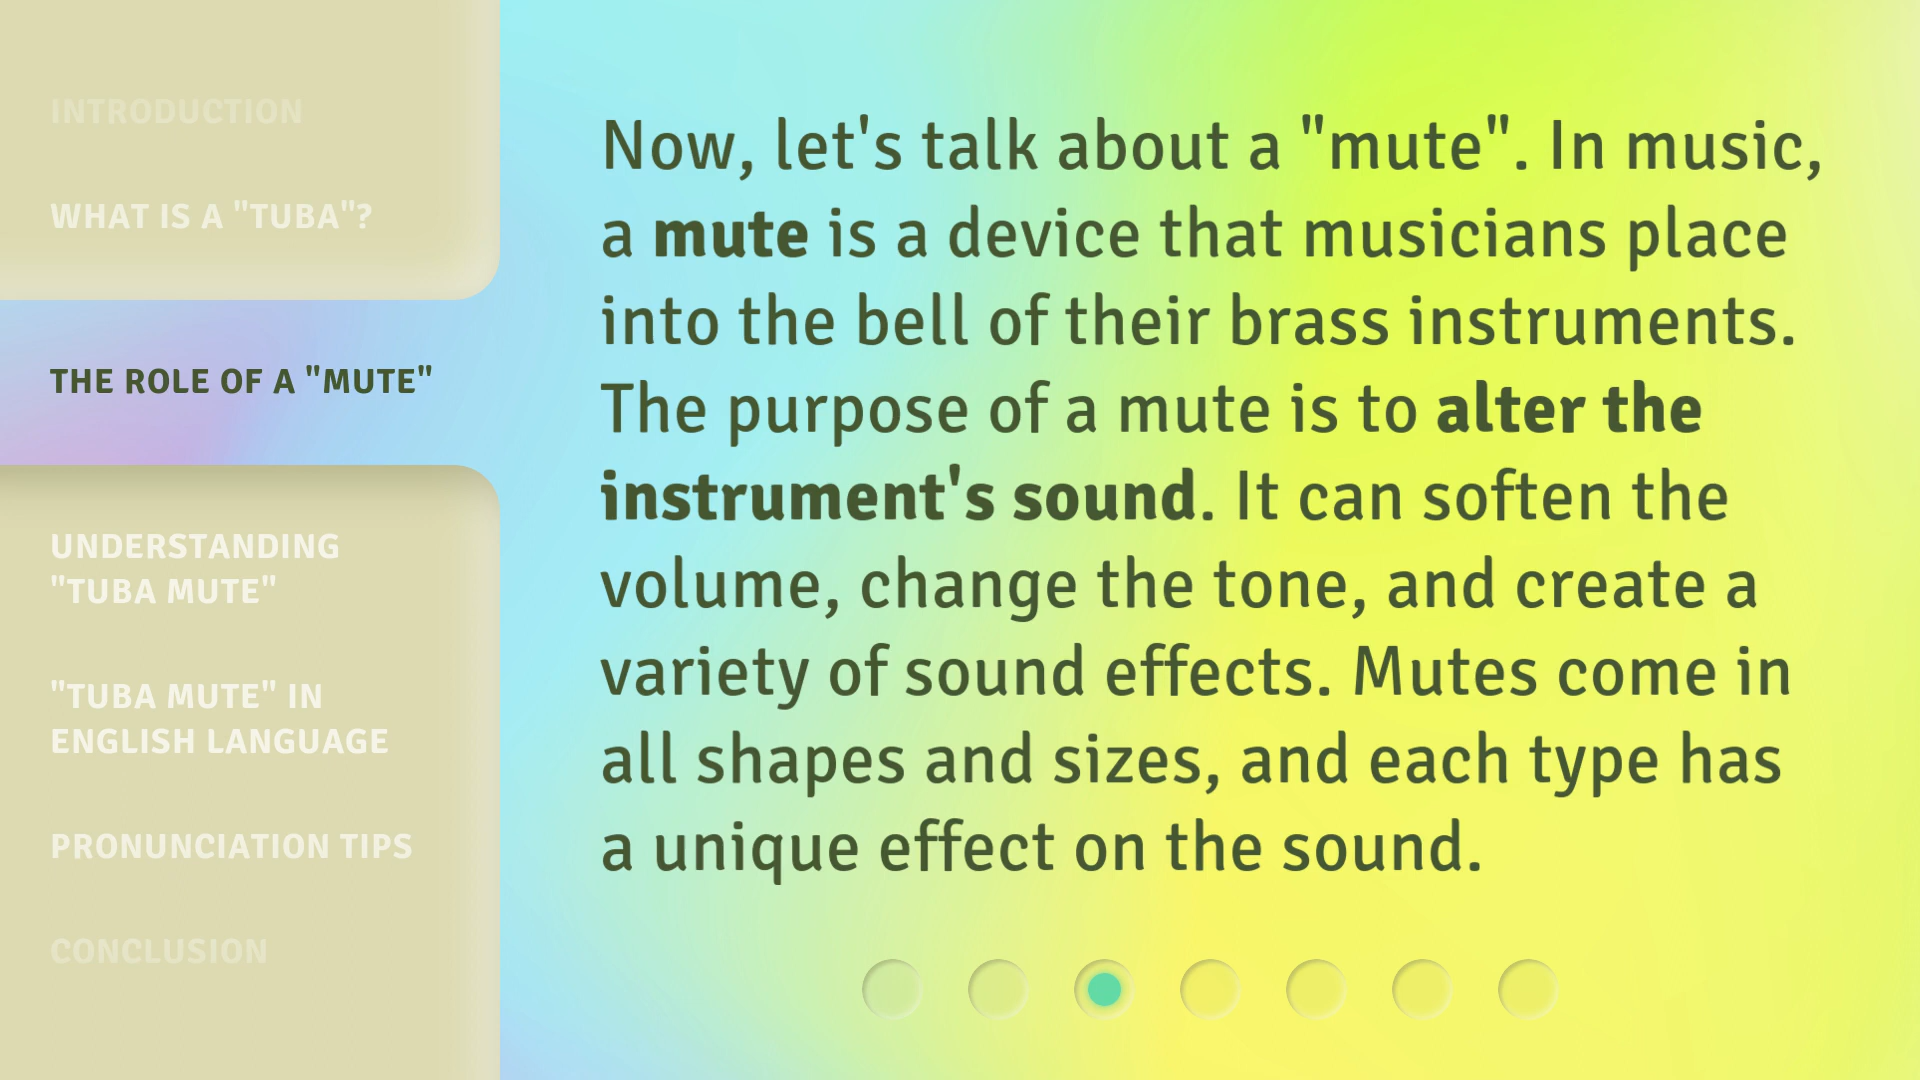 INTRODUCTION
WHAT IS A "TUBA"?
THE ROLE OF A "MUTE"
UNDERSTANDING
"TUBA MUTE"
"TUBA MUTE" IN
ENGLISH LANGUAGE
PRONUNCIATION TIPS
CONCLUSION
Now, let's talk about a "mute". In music,
a mute is a device that musicians place
into the bell of their brass instruments.
The purpose of a mute is to alter the
instrument's sound. It can soften the
volume, change the tone, and create a
variety of sound effects. Mutes come in
all shapes and sizes, and each type has
a unique effect on the sound.